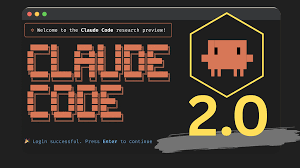 Welcome to the Claude Code research preview!
CLAUDE
CODE
2.0
Login successful. Press Enter to continue